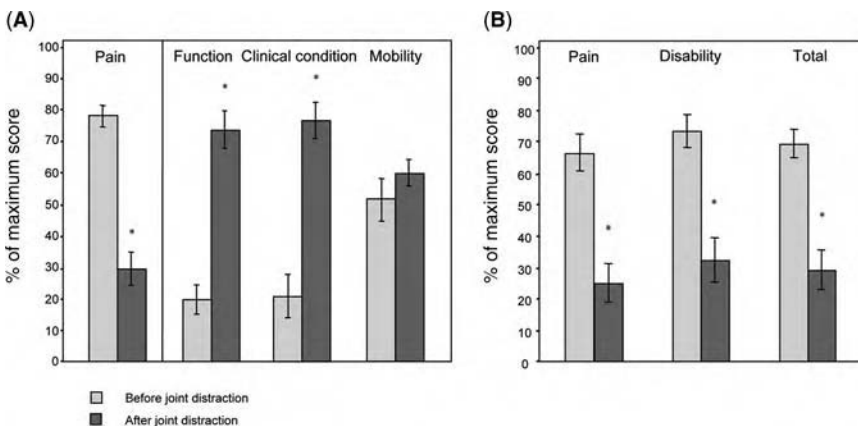 (A)
% of maximum score
100
90
80
70
60
50
40
30
20
10
0
Pain
Function
Clinical condition
Mobility
*
*
*
Before joint distraction
After joint distraction
(B)
% of maximum score
100
90
80
70
60
50
40
30
20
10
0
Pain
Disability
Total
*
*
*